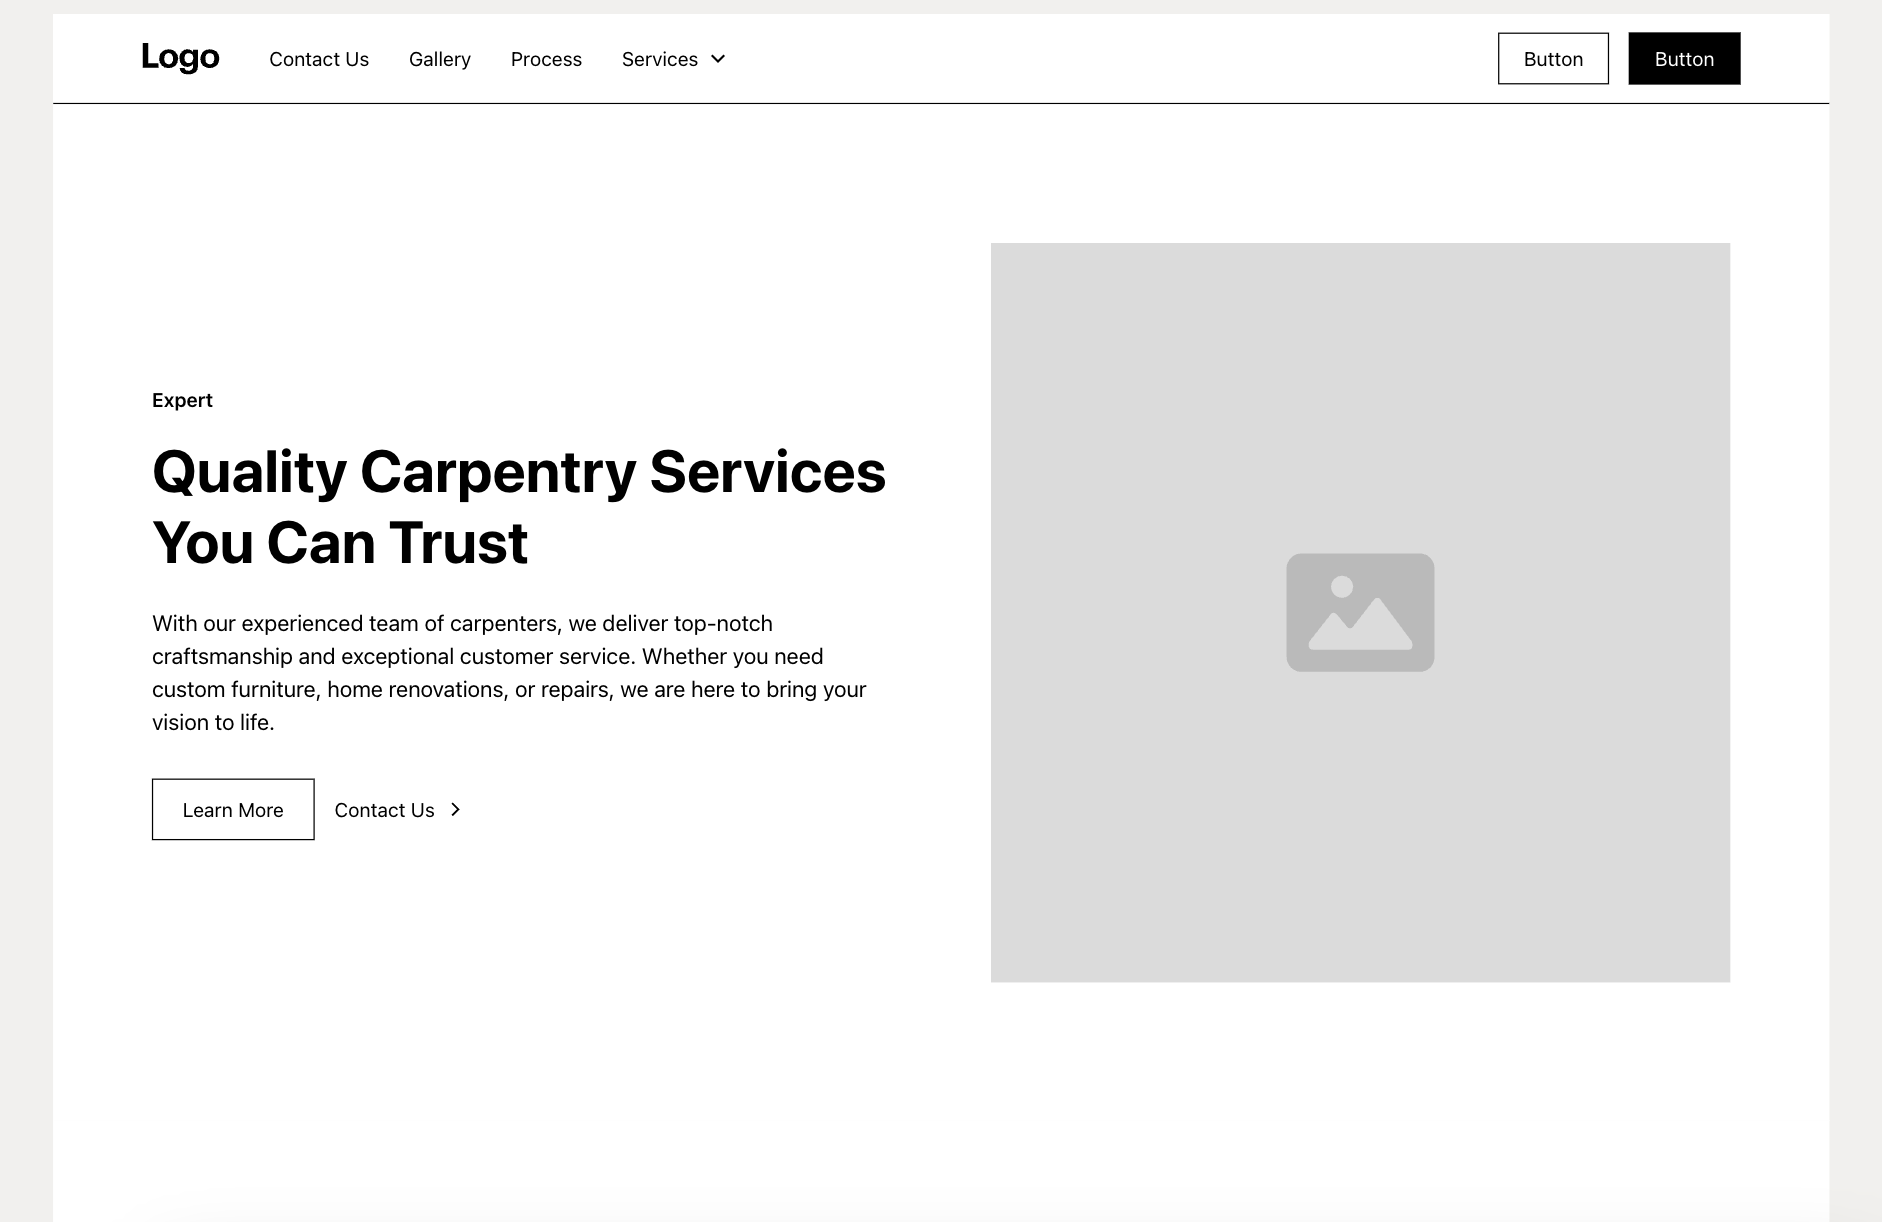 Logo
Contact Us
Gallery
Process
Services
Button
Button
Expert
Quality Carpentry Services
You Can Trust
With our experienced team of carpenters, we deliver top-notch
craftsmanship and exceptional customer service. Whether you need
custom furniture, home renovations, or repairs, we are here to bring your
vision to life.
Learn More
Contact Us